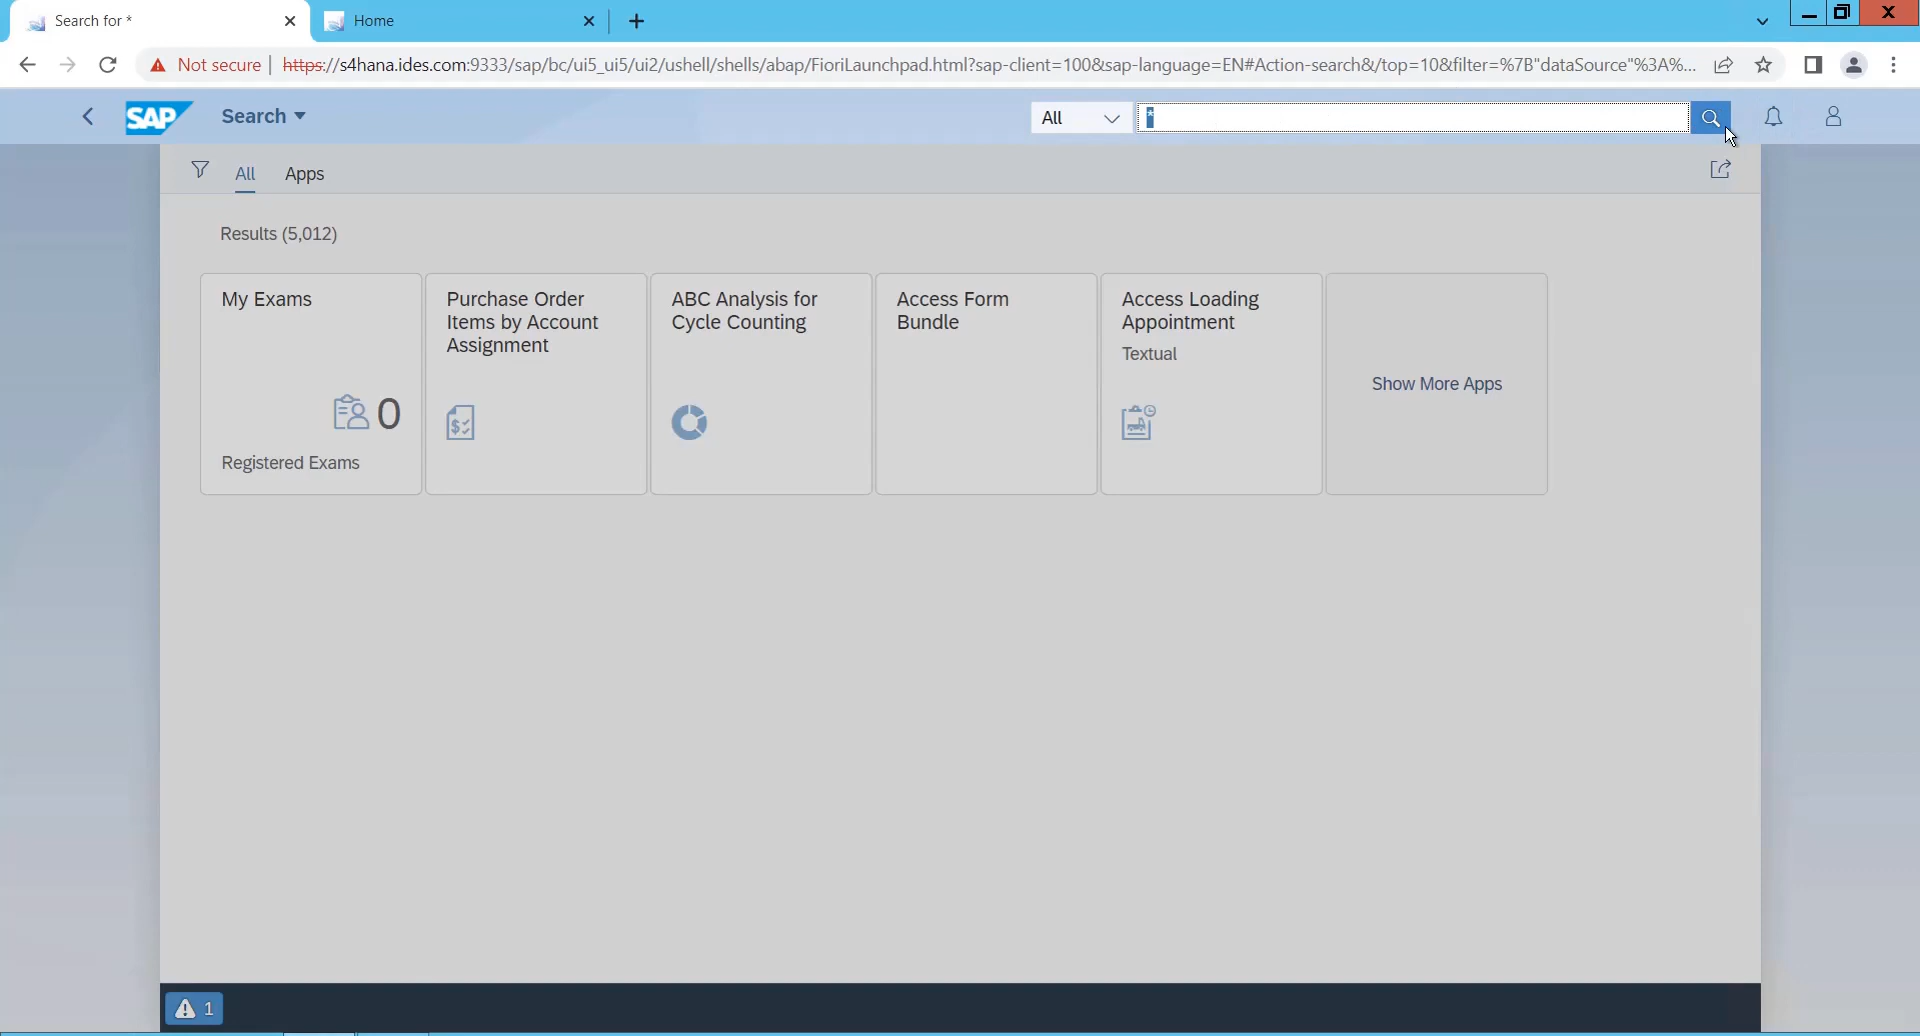 Search for *
Home
Not secure
https://s4hana.ides.com:9333/sap/bc/ui5_ui5/ui2/ushell/shells/abap/FioriLaunchpad.html?sap-client=100&sap-language=EN#Action-search&/top=10&filter=%7B"dataSource"%3A%...
SAP
Search
All
*
All
Apps
Results (5,012)
My Exams
0
Registered Exams
Purchase Order
Items by Account
Assignment
ABC Analysis for
Cycle Counting
Access Form
Bundle
Access Loading
Appointment
Textual
Show More Apps
1